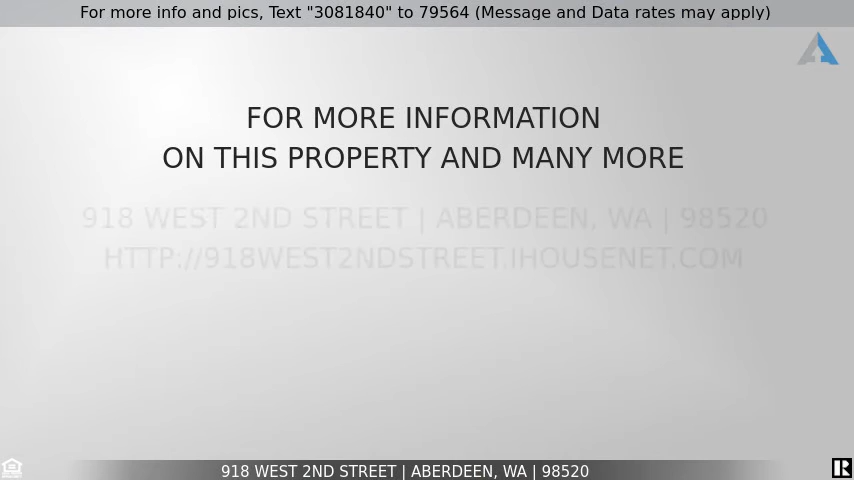 For more info and pics, Text "3081840" to 79564 (Message and Data rates may apply)
FOR MORE INFORMATION
ON THIS PROPERTY AND MANY MORE
918 WEST 2ND STREET | ABERDEEN, WA | 98520
HTTP://918WEST2NDSTREET.IHOUSENET.COM
918 WEST 2ND STREET | ABERDEEN, WA | 98520